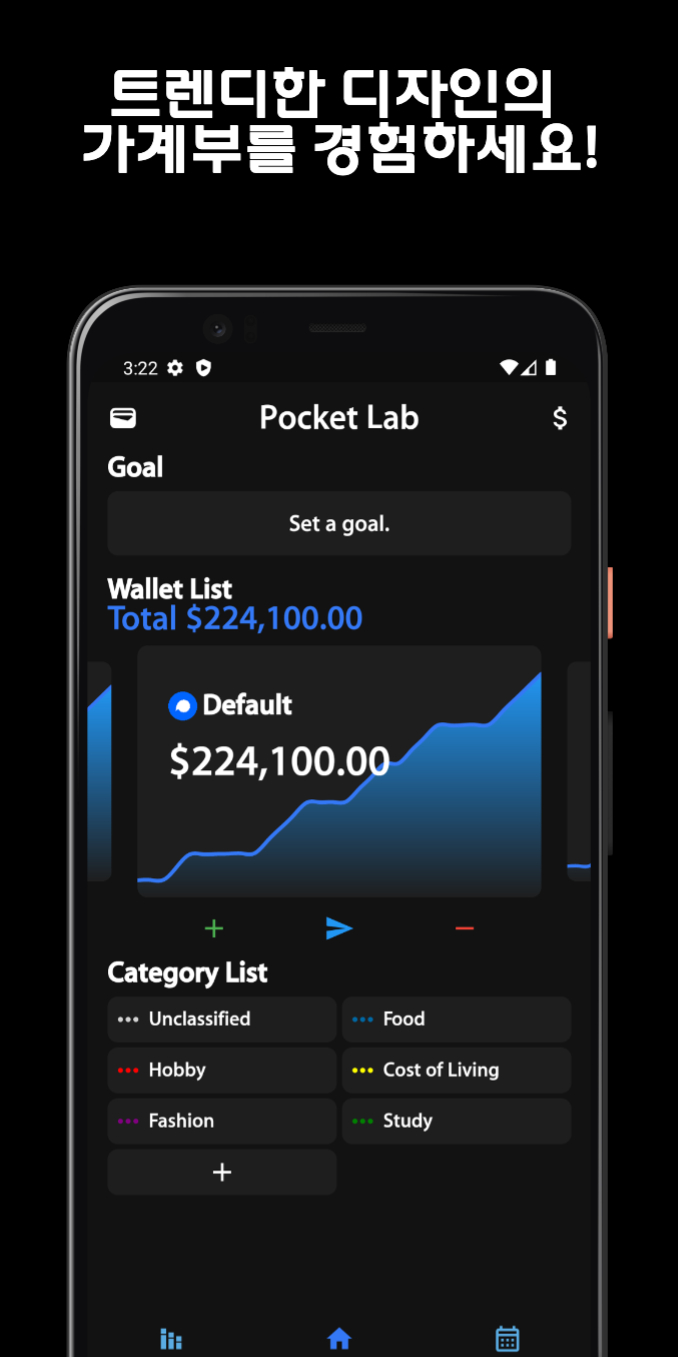 트렌디한 디자인의
가계부를 경험하세요!
3:22
Pocket Lab
$
Goal
Set a goal.
Wallet List
Total $224,100.00
Default
$224,100.00
Category List
Unclassified
Food
Hobby
Cost of Living
Fashion
Study